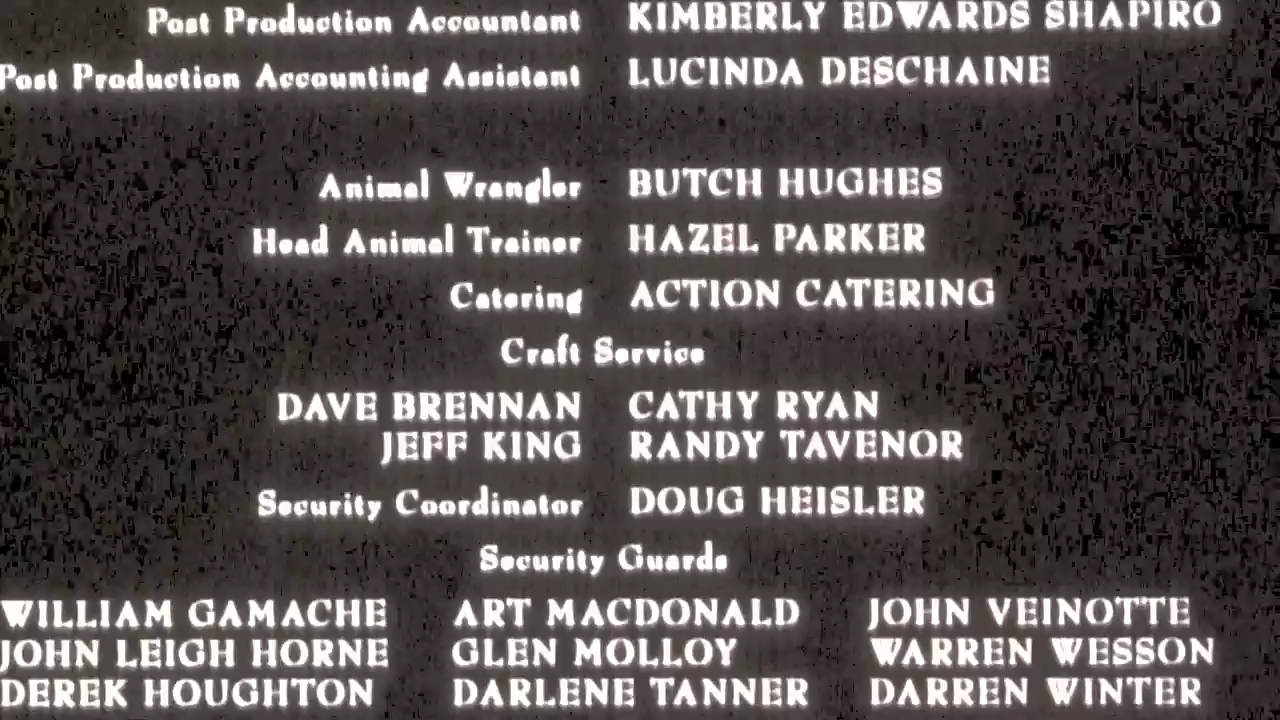 Post Production Accountant KIMBERLY EDWARDS SHAPIRO
Post Production Accounting Assistant LUCINDA DESCHAINE
Animal Wrangler BUTCH HUGHES
Head Animal Trainer HAZEL PARKER
Catering ACTION CATERING
Craft Service
DAVE BRENNAN CATHY RYAN
JEFF KING RANDY TAVENOR
Security Coordinator DOUG HEISLER
Security Guards
WILLIAM GAMACHE ART MACDONALD JOHN VEINOTTE
JOHN LEIGH HORNE GLEN MOLLOY WARREN WESSON
DEREK HOUGHTON DARLENE TANNER DARREN WINTER